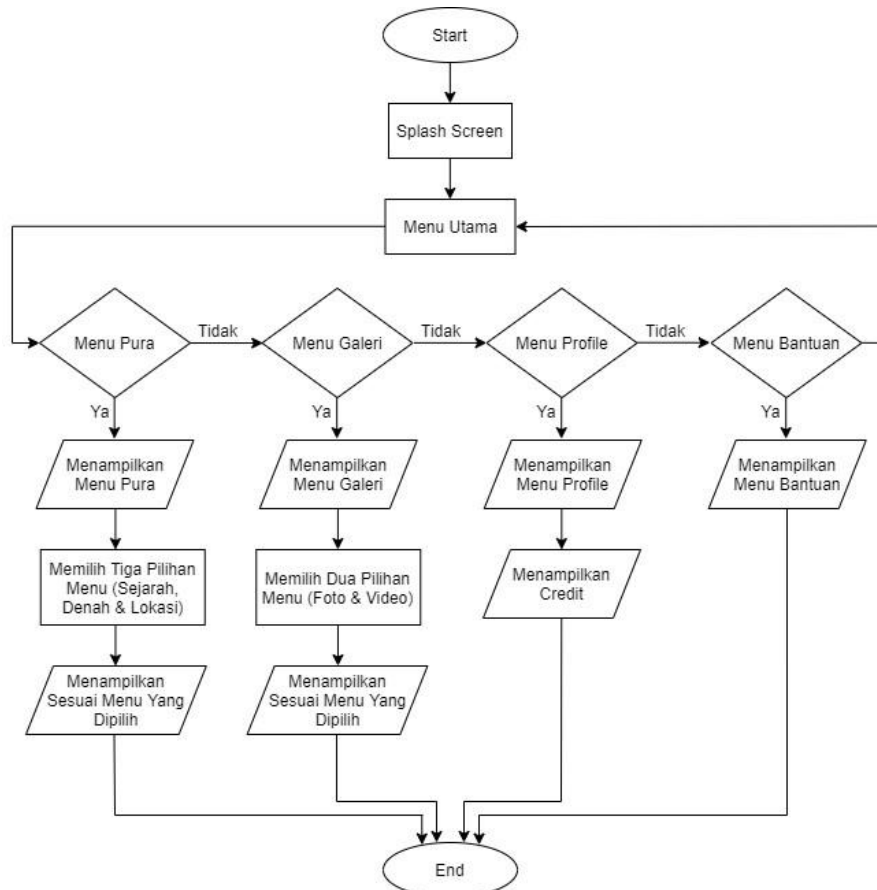 Start
Splash Screen
Menu Utama
Menu Pura
Tidak
Menu Galeri
Tidak
Menu Profile
Tidak
Menu Bantuan
Ya
Ya
Ya
Ya
Menampilkan
Menu Pura
Menampilkan
Menu Galeri
Menampilkan
Menu Profile
Menampilkan
Menu Bantuan
Memilih Tiga Pilihan
Menu (Sejarah,
Denah & Lokasi)
Memilih Dua Pilihan
Menu (Foto & Video)
Menampilkan
Credit
Menampilkan
Sesuai Menu Yang
Dipilih
Menampilkan
Sesuai Menu Yang
Dipilih
End